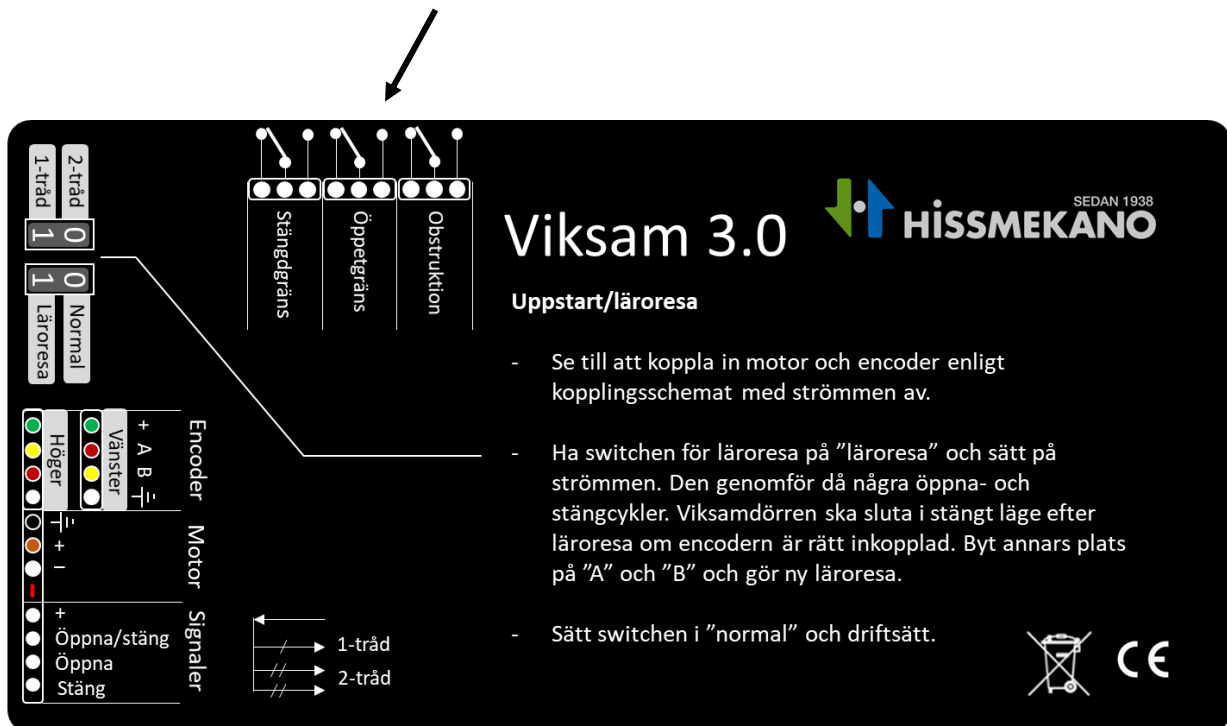 2-tråd
1-tråd
0
1
0
1
Normal
Läroresa
Stängdgräns
Öppetgräns
Obstruktion
Viksam 3.0
SEDAN 1938
HISSMEKANO
Uppstart/läroresa
- Se till att koppla in motor och encoder enligt
kopplingsschemat med strömmen av.
- Ha switchen för läroresa på ”läroresa” och sätt på
strömmen. Den genomför då några öppna- och
stängcykler. Viksamdörren ska sluta i stängt läge efter
läroresa om encodern är rätt inkopplad. Byt annars plats
på ”A” och ”B” och gör ny läroresa.
- Sätt switchen i ”normal” och driftsätt.
Encoder
+ A B
Vänster
Höger
Motor
+
–
Signaler
+
Öppna/stäng
Öppna
Stäng
1-tråd
2-tråd
CE